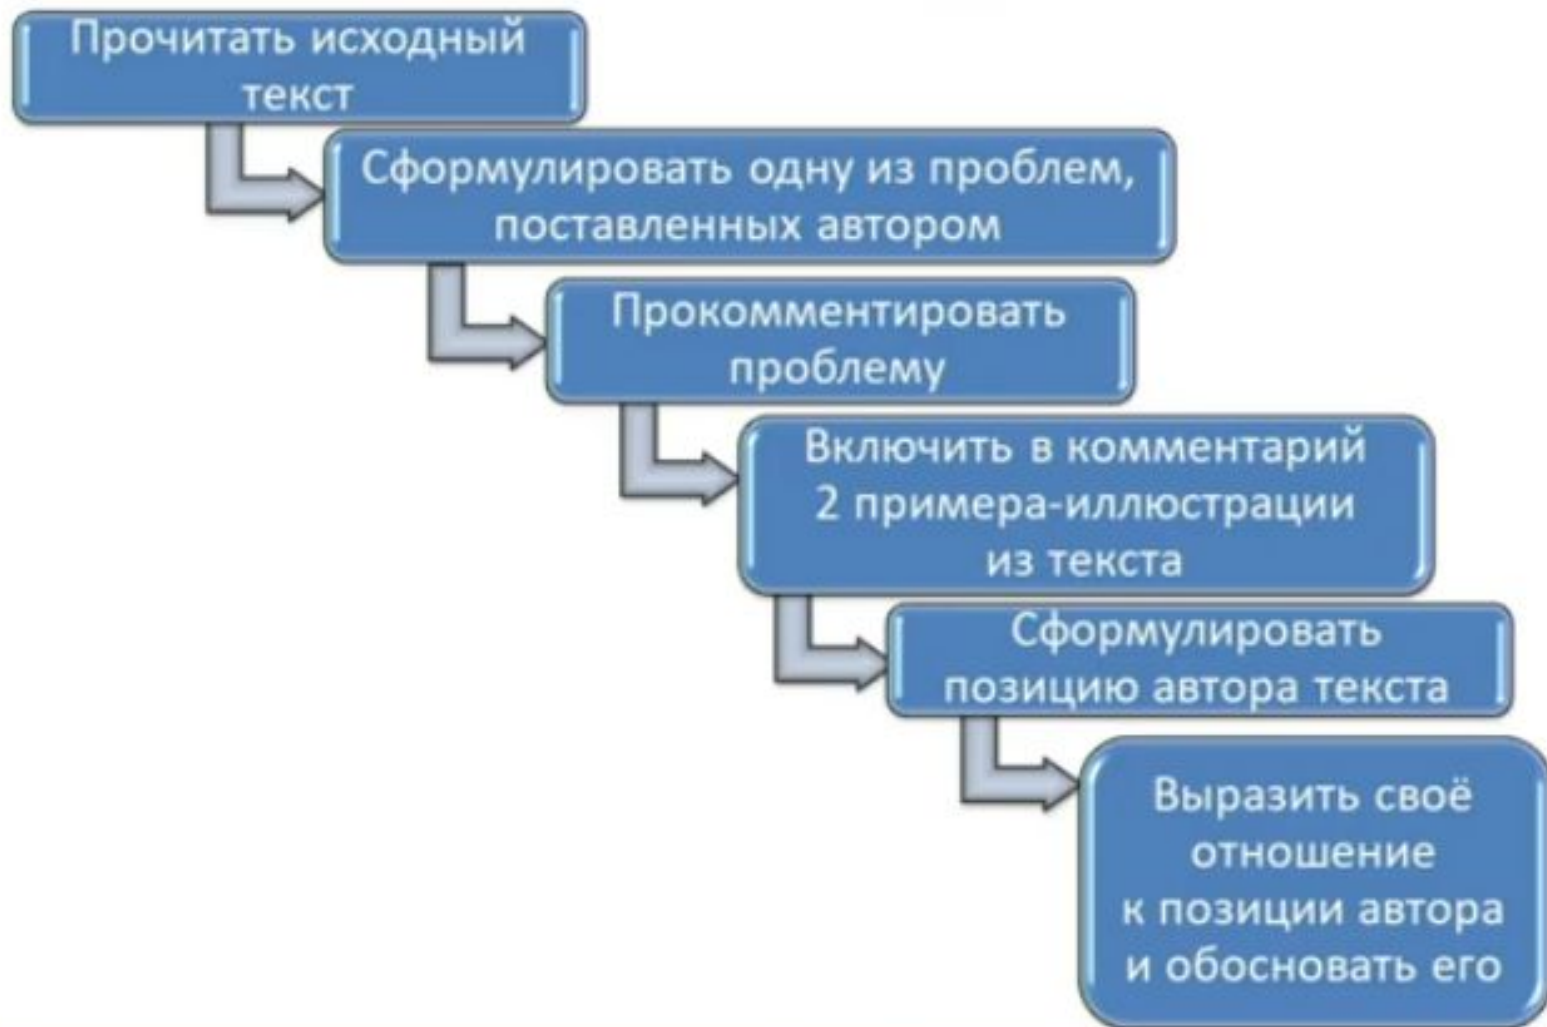 Прочитать исходный
текст
Сформулировать одну из проблем,
поставленных автором
Прокомментировать
проблему
Включить в комментарий
2 примера-иллюстрации
из текста
Сформулировать
позицию автора текста
Выразить своё
отношение
к позиции автора
и обосновать его